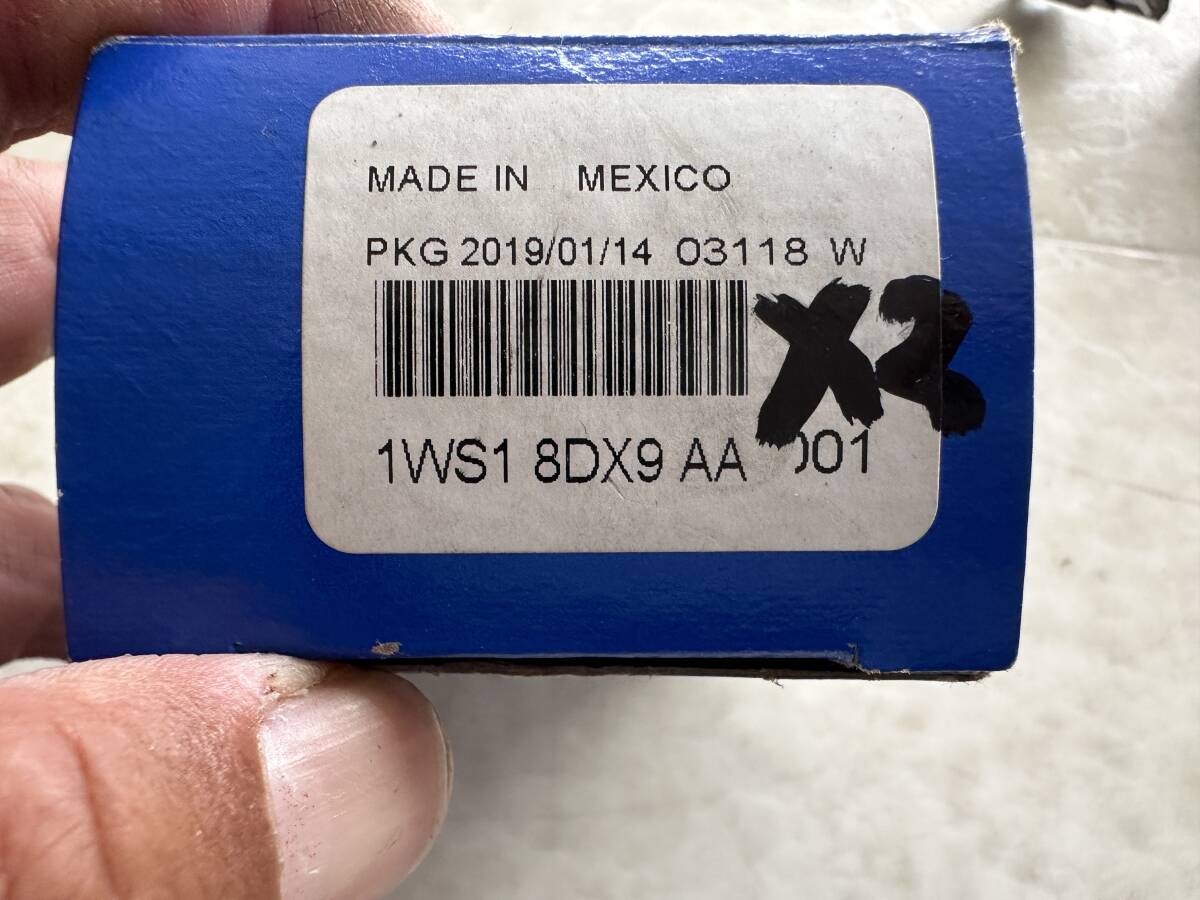 MADE IN MEXICO
PKG 2019/01/14 03118 W
X2
1WS1 8DX9 AA 001